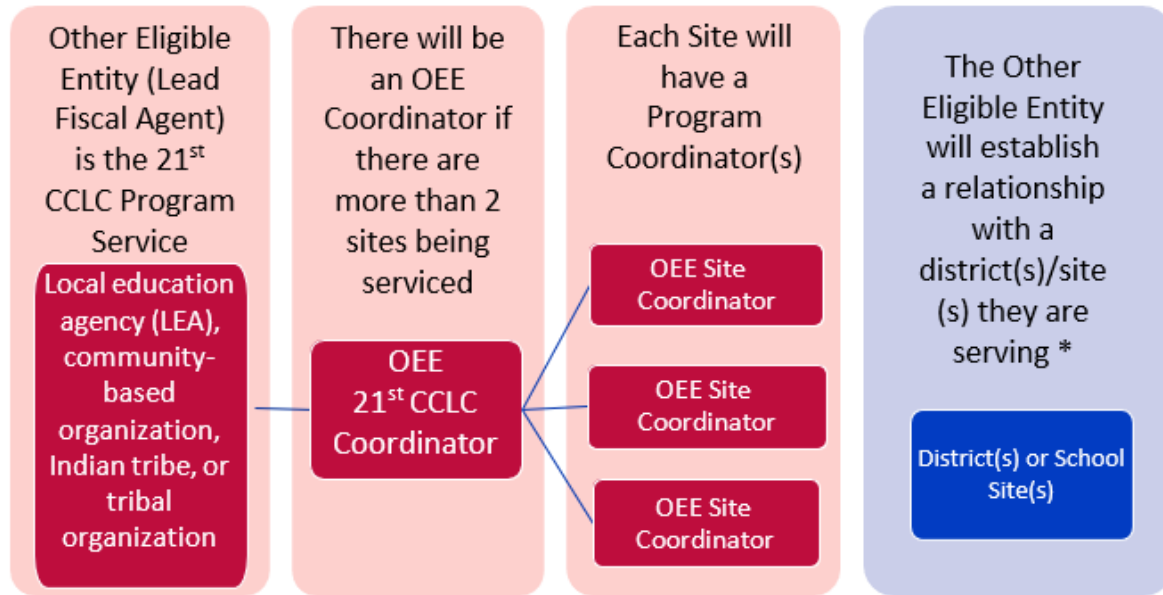 Other Eligible
Entity (Lead
Fiscal Agent)
is the 21st
CCLC Program
Service
Local education
agency (LEA),
community-
based
organization,
Indian tribe, or
tribal
organization
There will be
an OEE
Coordinator if
there are
more than 2
sites being
serviced
OEE
21st CCLC
Coordinator
Each Site will
have a
Program
Coordinator(s)
OEE Site
Coordinator
OEE Site
Coordinator
OEE Site
Coordinator
The Other
Eligible Entity
will establish
a relationship
with a
district(s)/site
(s) they are
serving *
District(s) or School
Site(s)